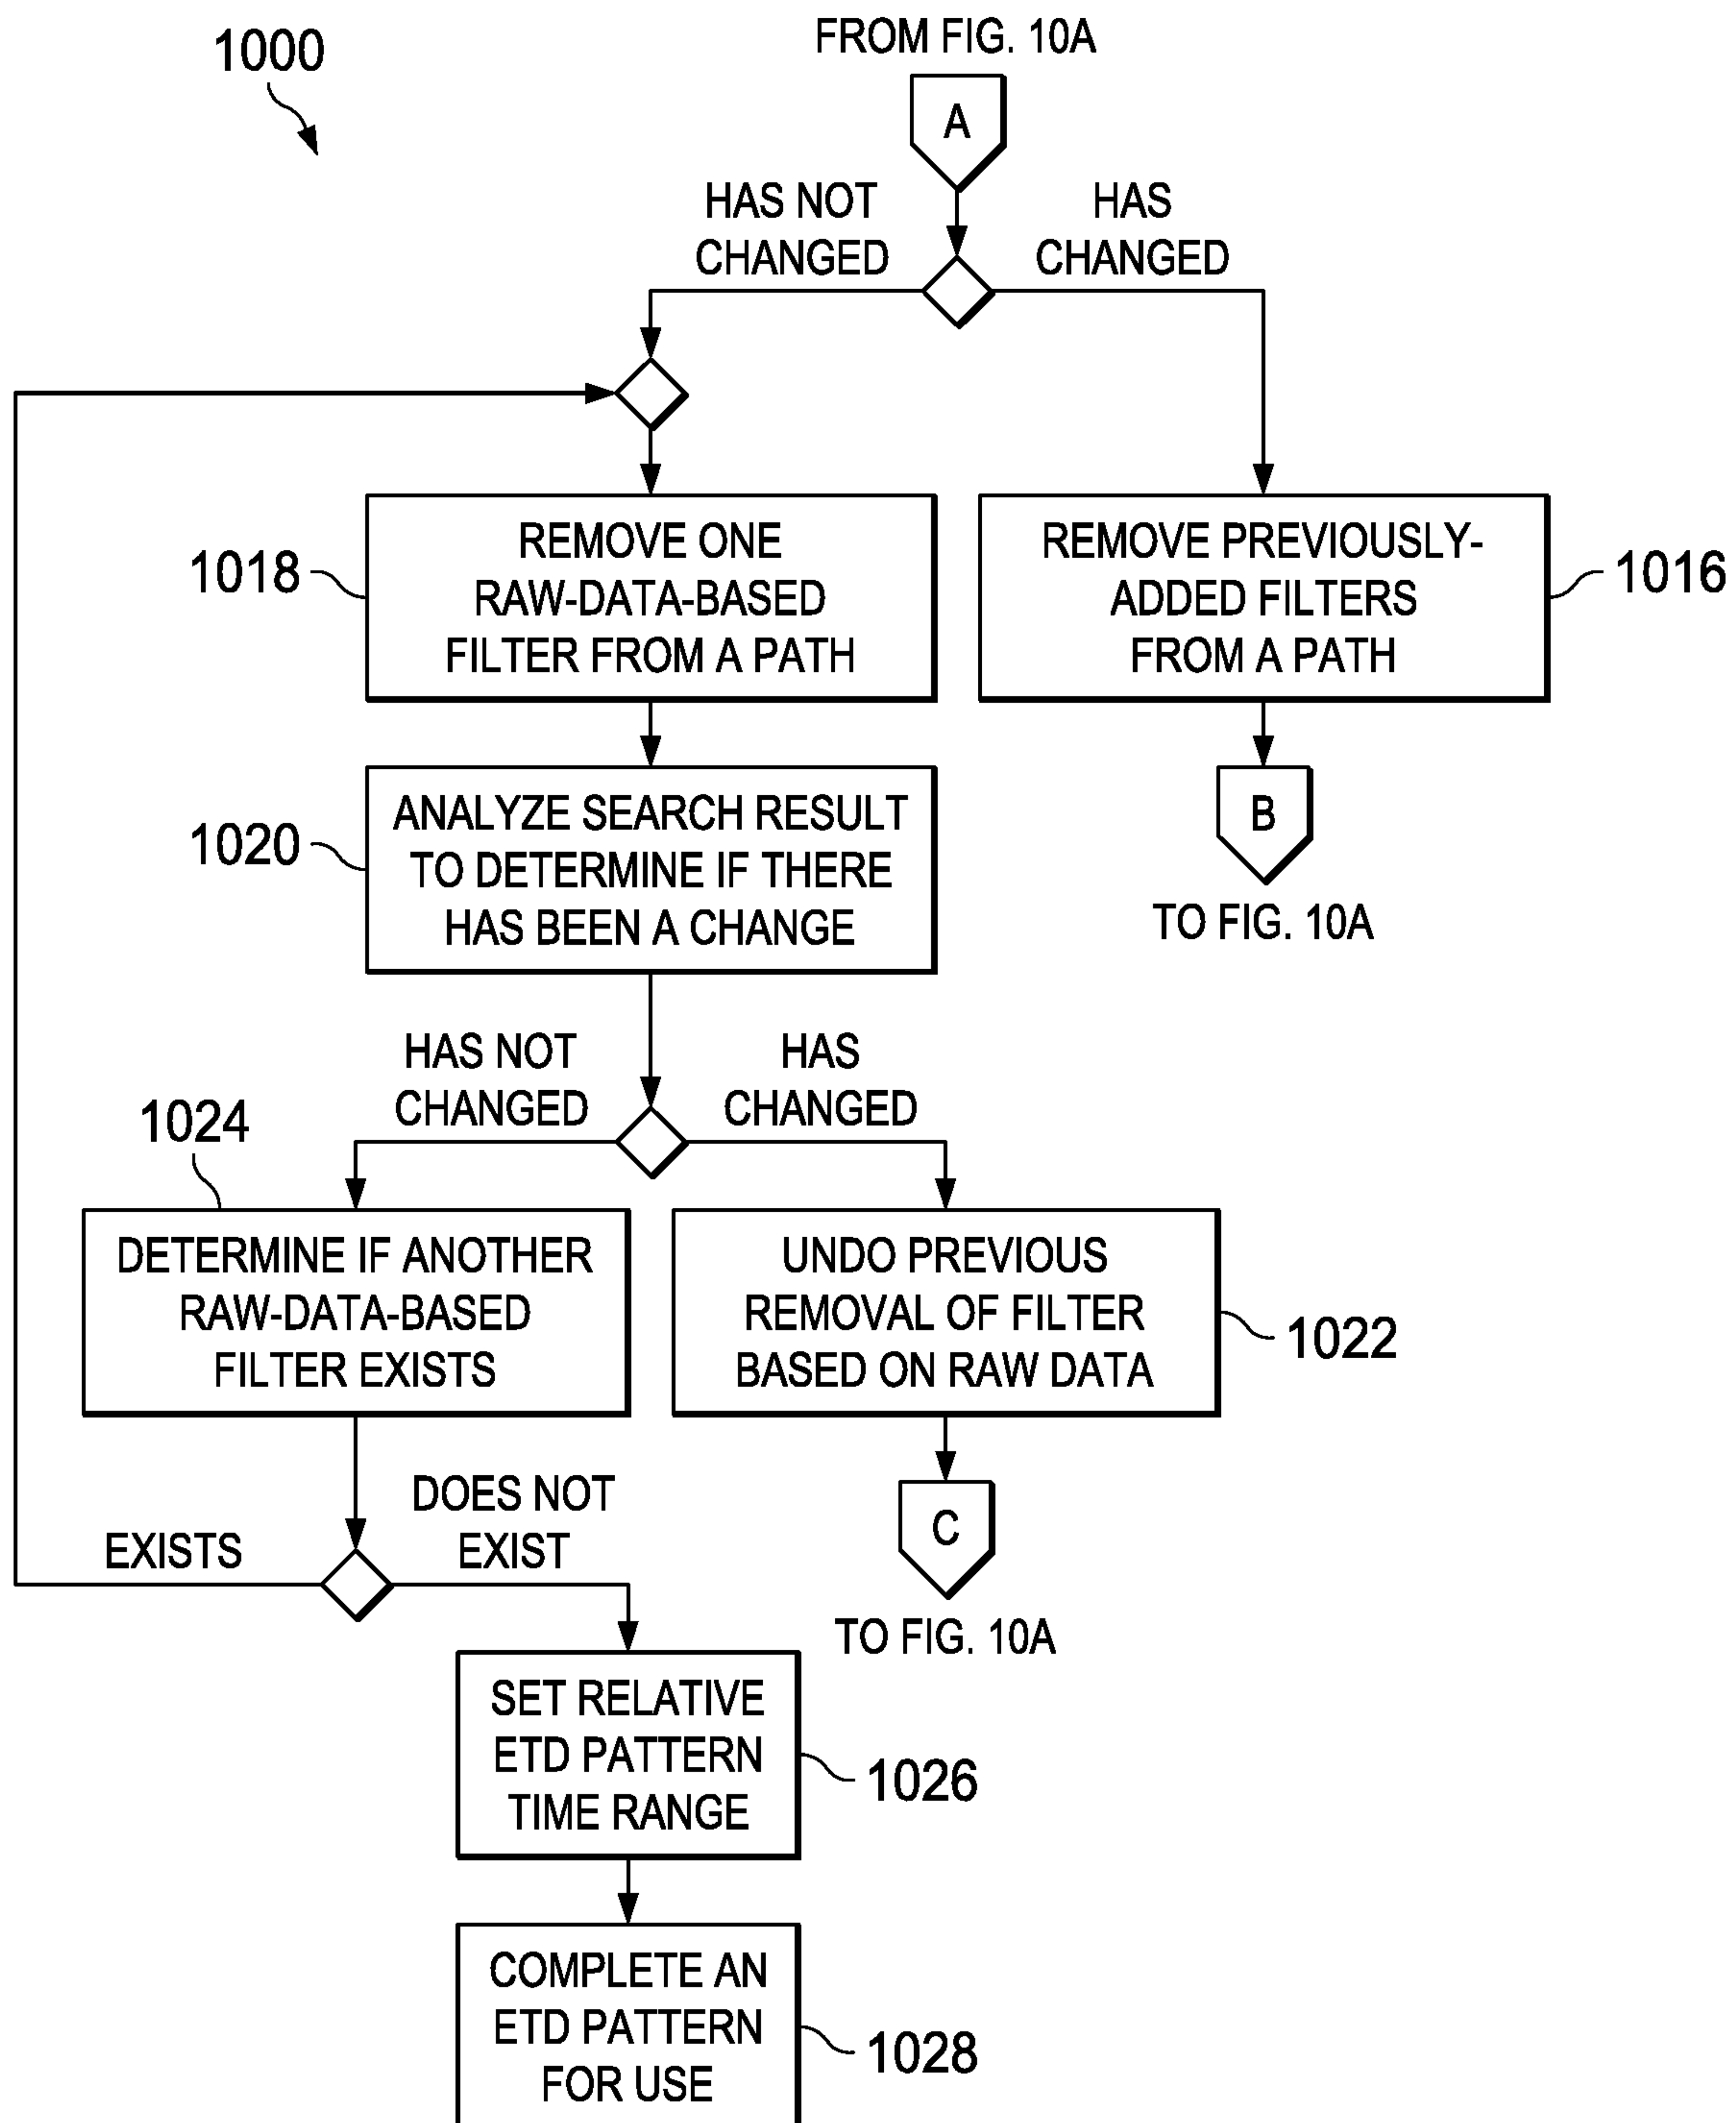 1000
FROM FIG. 10A
A
HAS NOT
CHANGED
HAS
CHANGED
1018
REMOVE ONE
RAW-DATA-BASED
FILTER FROM A PATH
REMOVE PREVIOUSLY-
ADDED FILTERS
FROM A PATH
1016
1020
ANALYZE SEARCH RESULT
TO DETERMINE IF THERE
HAS BEEN A CHANGE
B
TO FIG. 10A
HAS NOT
CHANGED
HAS
CHANGED
1024
DETERMINE IF ANOTHER
RAW-DATA-BASED
FILTER EXISTS
UNDO PREVIOUS
REMOVAL OF FILTER
BASED ON RAW DATA
1022
EXISTS
DOES NOT
EXIST
C
TO FIG. 10A
SET RELATIVE
ETD PATTERN
TIME RANGE
1026
COMPLETE AN
ETD PATTERN
FOR USE
1028